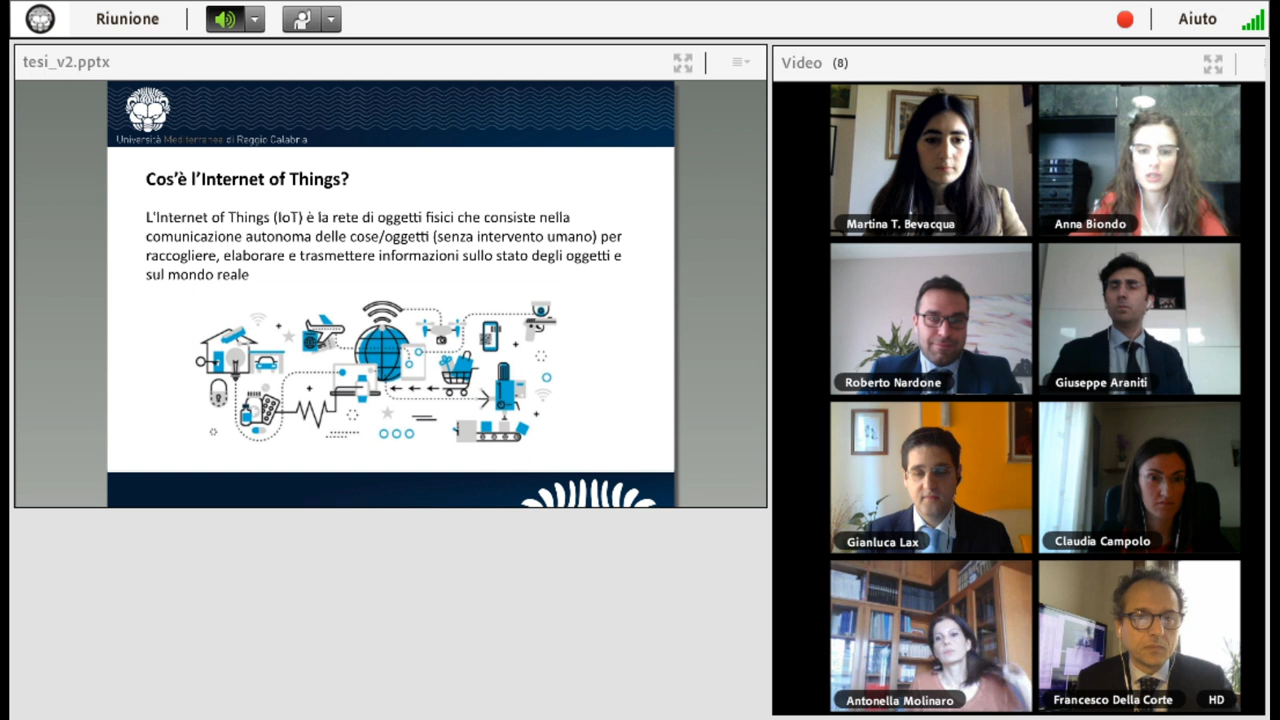 Riunione
Aiuto
tesi_v2.pptx
Video (8)
Università Mediterranea di Reggio Calabria
Cos'è l'Internet of Things?
L'Internet of Things (IoT) è la rete di oggetti fisici che consiste nella
comunicazione autonoma delle cose/oggetti (senza intervento umano) per
raccogliere, elaborare e trasmettere informazioni sullo stato degli oggetti e
sul mondo reale
Martina T. Bevacqua
Anna Biondo
Roberto Nardone
Giuseppe Araniti
Gianluca Lax
Claudia Campolo
Antonella Molinaro
Francesco Della Corte
HD